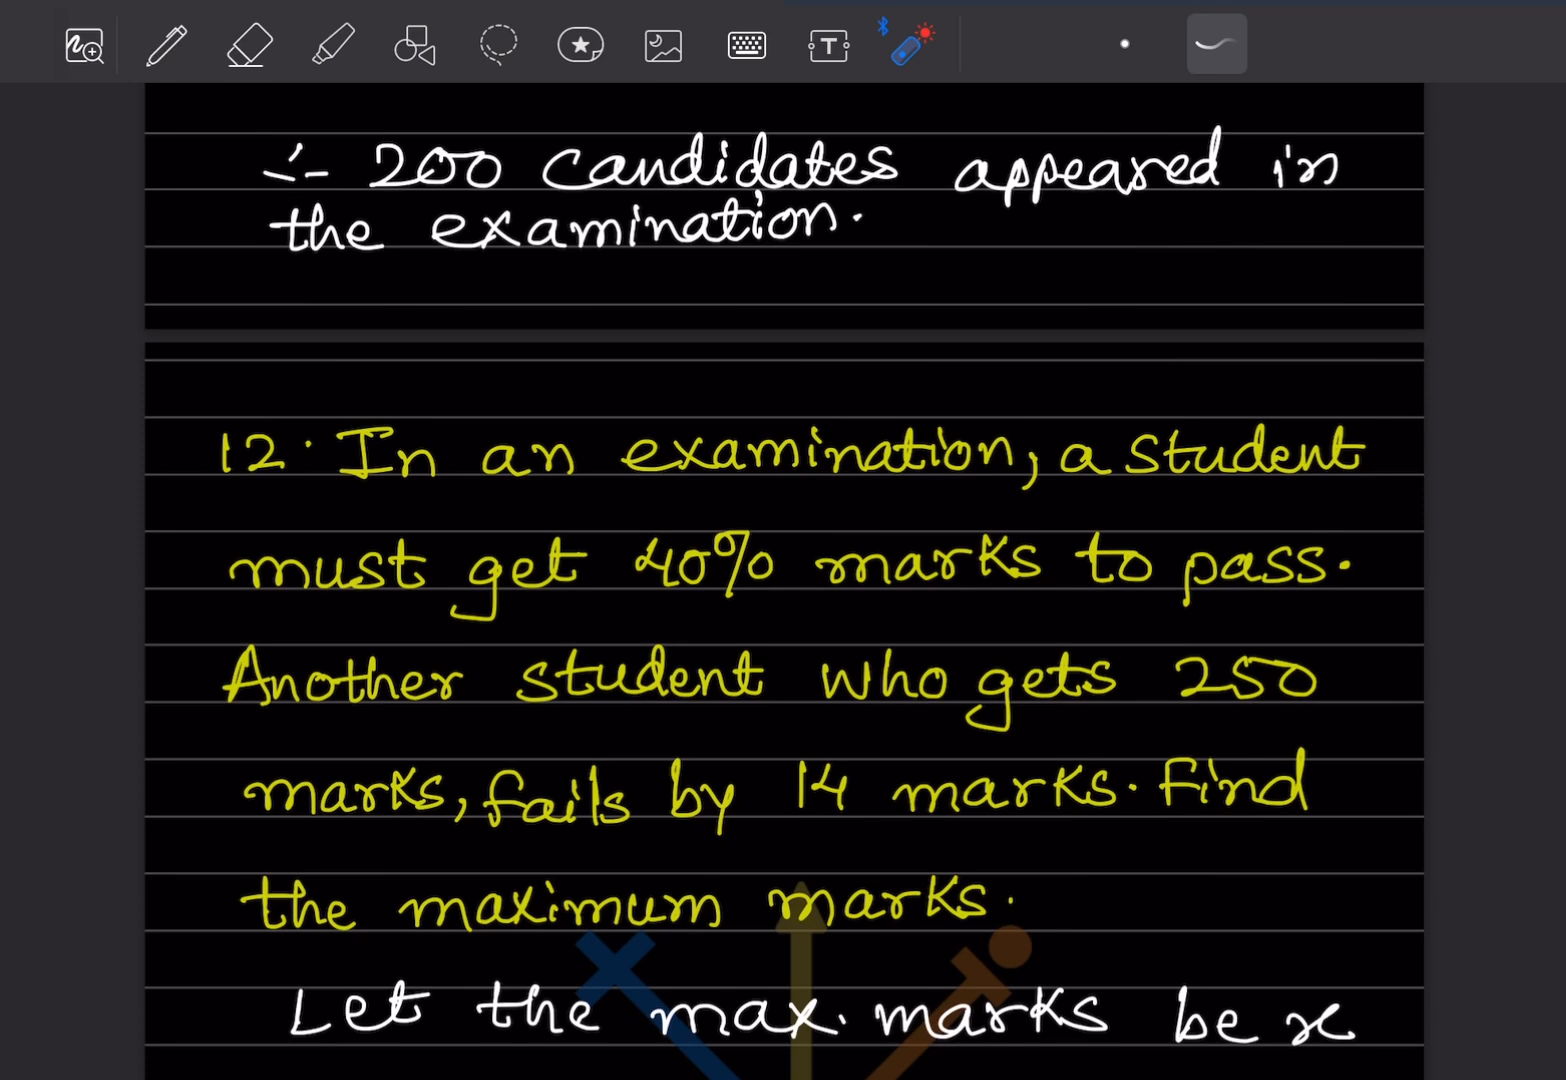 ∴ 200 candidates appeared in
the examination.
12. In an examination, a student
must get 40% marks to pass.
Another student who gets 250
marks, fails by 14 marks. Find
the maximum marks.
Let the max. marks be x